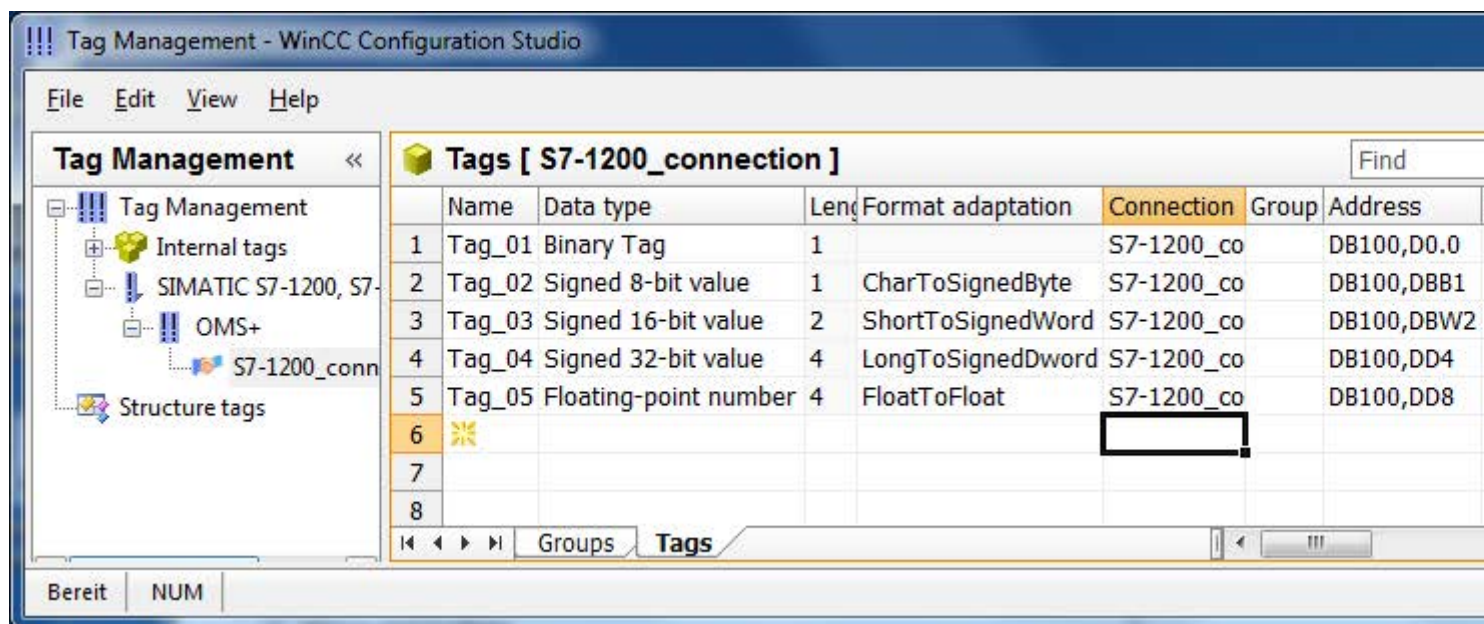 Tag Management - WinCC Configuration Studio
File Edit View Help
Tag Management «
Tag Management
Internal tags
SIMATIC S7-1200, S7-
OMS+
S7-1200_conn
Structure tags
Tags [ S7-1200_connection ] Find
Name Data type Leng Format adaptation Connection Group Address
1 Tag_01 Binary Tag 1 S7-1200_co DB100,D0.0
2 Tag_02 Signed 8-bit value 1 CharToSignedByte S7-1200_co DB100,DBB1
3 Tag_03 Signed 16-bit value 2 ShortToSignedWord S7-1200_co DB100,DBW2
4 Tag_04 Signed 32-bit value 4 LongToSignedDword S7-1200_co DB100,DD4
5 Tag_05 Floating-point number 4 FloatToFloat S7-1200_co DB100,DD8
6
7
8
Groups Tags
Bereit NUM